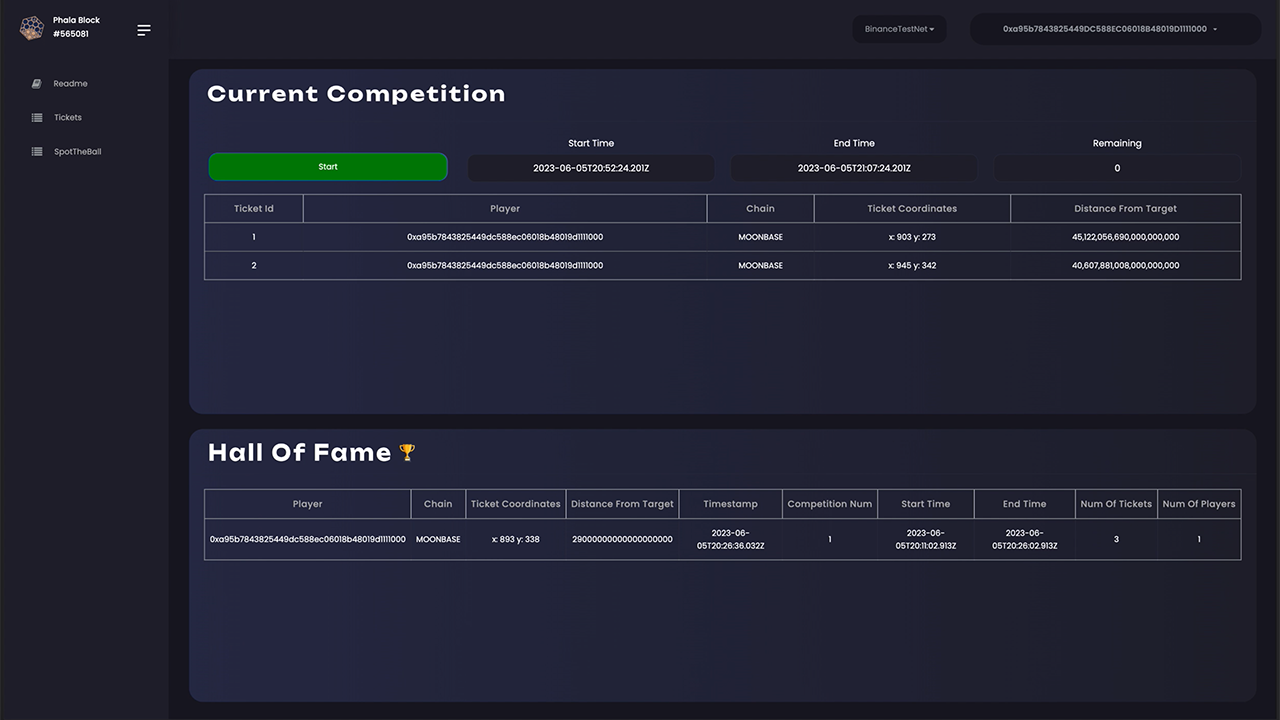 Phala Block
#565081
BinanceTestNet
0xa95b7843825449DC588EC06018B48019D1111000
Readme
Tickets
SpotTheBall
Current Competition
Start Time End Time Remaining
Start 2023-06-05T20:52:24.201Z 2023-06-05T21:07:24.201Z 0
Ticket Id Player Chain Ticket Coordinates Distance From Target
1 0xa95b7843825449dc588ec06018b48019d1111000 MOONBASE x: 903 y: 273 45,122,056,690,000,000,000
2 0xa95b7843825449dc588ec06018b48019d1111000 MOONBASE x: 945 y: 342 40,607,881,008,000,000,000
Hall Of Fame
Player Chain Ticket Coordinates Distance From Target Timestamp Competition Num Start Time End Time Num Of Tickets Num Of Players
0xa95b7843825449dc588ec06018b48019d1111000 MOONBASE x: 893 y: 338 29000000000000000000 2023-06-05T20:26:36.032Z 1 2023-06-05T20:11:02.913Z 2023-06-05T20:26:02.913Z 3 1